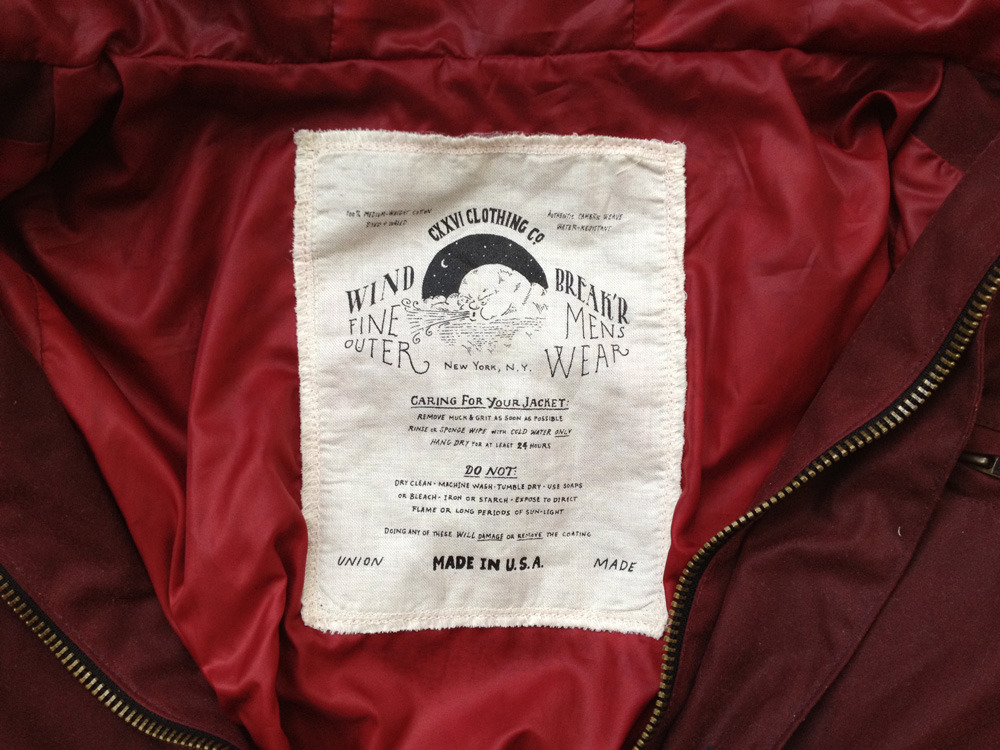 100% MEDIUM-WEIGHT COTTON
AUTHENTIC CAMBRIC WEAVE
WATER-RESISTANT
CXXVI CLOTHING CO
WIND BREAK'R
FINE MENS
OUTER WEAR
NEW YORK, N.Y.
CARING FOR YOUR JACKET:
REMOVE MUCK & GRIT AS SOON AS POSSIBLE
RINSE OR SPONGE WIPE WITH COLD WATER ONLY
HANG DRY FOR AT LEAST 24 HOURS
DO NOT:
DRY CLEAN · MACHINE WASH · TUMBLE DRY · USE SOAPS
OR BLEACH · IRON OR STARCH · EXPOSE TO DIRECT
FLAME OR LONG PERIODS OF SUN-LIGHT
DOING ANY OF THESE WILL DAMAGE OR REMOVE THE COATING
UNION MADE IN U.S.A. MADE